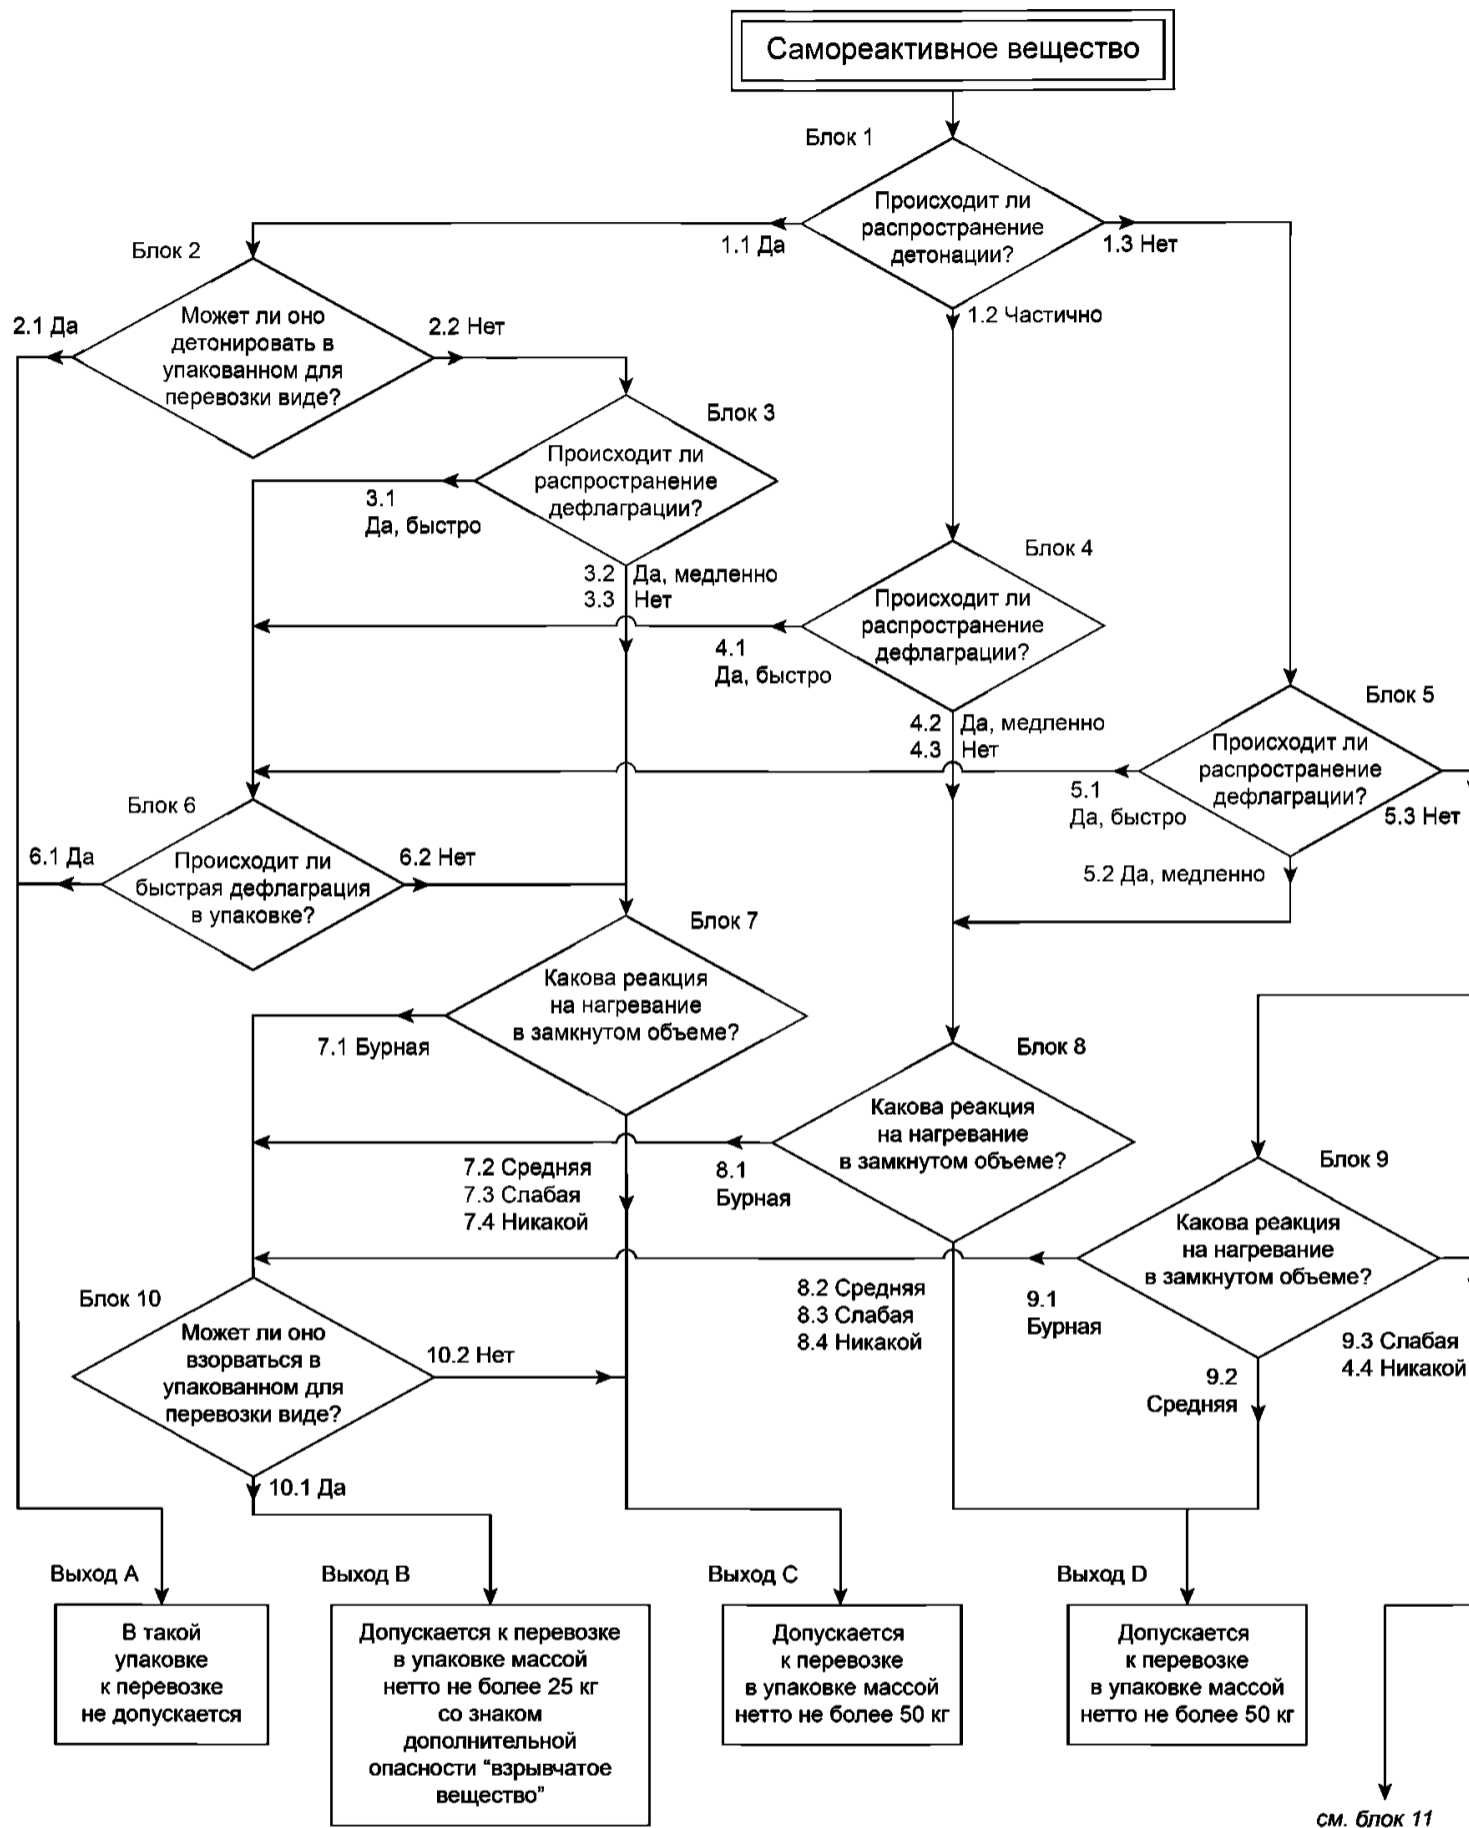 Самореактивное вещество
Блок 1
Происходит ли
распространение
детонации?
1.1 Да
1.3 Нет
1.2 Частично
Блок 2
Может ли оно
детонировать в
упакованном для
перевозки виде?
2.1 Да
2.2 Нет
Блок 3
Происходит ли
распространение
дефлаграции?
3.1
Да, быстро
3.2 Да, медленно
3.3 Нет
Блок 4
Происходит ли
распространение
дефлаграции?
4.1
Да, быстро
4.2 Да, медленно
4.3 Нет
Блок 5
Происходит ли
распространение
дефлаграции?
5.1
Да, быстро
5.3 Нет
5.2 Да, медленно
Блок 6
Происходит ли
быстрая дефлаграция
в упаковке?
6.1 Да
6.2 Нет
Блок 7
Какова реакция
на нагревание
в замкнутом объеме?
7.1 Бурная
7.2 Средняя
7.3 Слабая
7.4 Никакой
Блок 8
Какова реакция
на нагревание
в замкнутом объеме?
8.1
Бурная
8.2 Средняя
8.3 Слабая
8.4 Никакой
Блок 9
Какова реакция
на нагревание
в замкнутом объеме?
9.1
Бурная
9.3 Слабая
4.4 Никакой
9.2
Средняя
Блок 10
Может ли оно
взорваться в
упакованном для
перевозки виде?
10.2 Нет
10.1 Да
Выход A
В такой
упаковке
к перевозке
не допускается
Выход B
Допускается к перевозке
в упаковке массой
нетто не более 25 кг
со знаком
дополнительной
опасности “взрывчатое
вещество”
Выход C
Допускается
к перевозке
в упаковке массой
нетто не более 50 кг
Выход D
Допускается
к перевозке
в упаковке массой
нетто не более 50 кг
см. блок 11